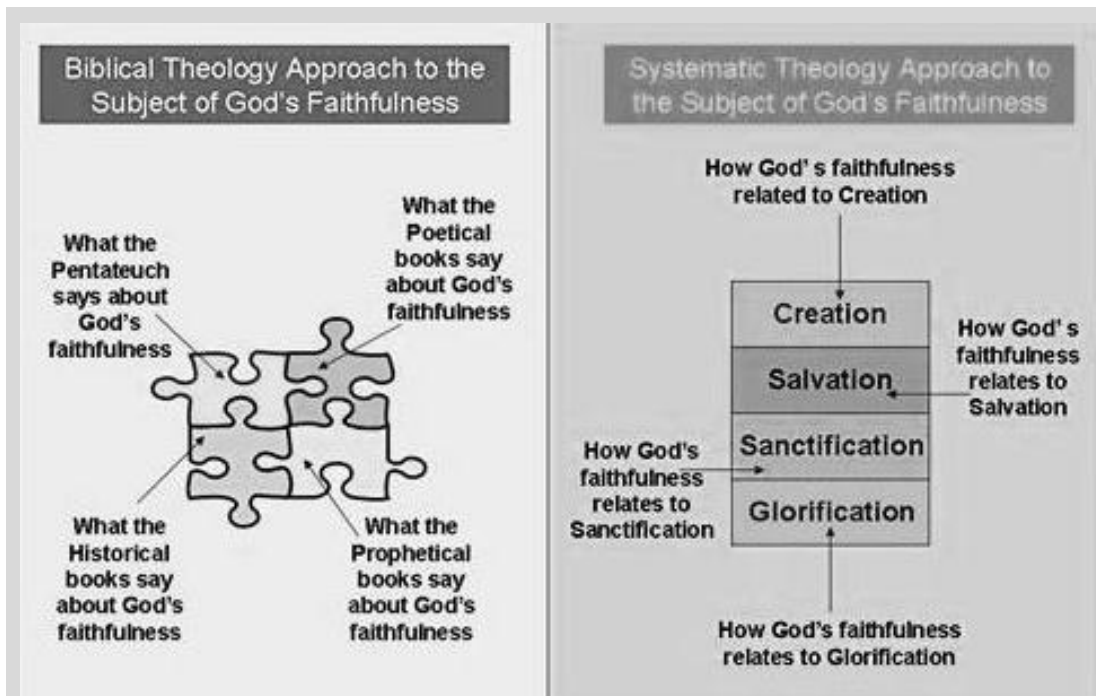 Biblical Theology Approach to the
Subject of God's Faithfulness
What the
Pentateuch
says about
God's
faithfulness
What the
Poetical
books say
about God's
faithfulness
What the
Historical
books say
about God's
faithfulness
What the
Prophetical
books say
about God's
faithfulness
Systematic Theology Approach to
the Subject of God's Faithfulness
How God' s faithfulness
related to Creation
Creation
Salvation
Sanctification
Glorification
How God' s
faithfulness
relates to
Salvation
How God's
faithfulness
relates to
Sanctification
How God's faithfulness
relates to Glorification